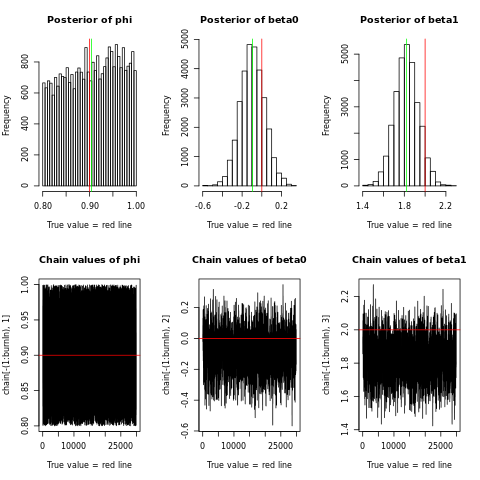 Posterior of phi
Posterior of beta0
Posterior of beta1
Frequency
0 200 400 600 800
0.80 0.90 1.00
True value = red line
Frequency
0 1000 3000 5000
-0.6 -0.2 0.2
True value = red line
Frequency
0 1000 3000 5000
1.4 1.8 2.2
True value = red line
Chain values of phi
Chain values of beta0
Chain values of beta1
chain[-(1:burnIn), 1]
0.80 0.85 0.90 0.95 1.00
0 10000 25000
True value = red line
chain[-(1:burnIn), 2]
-0.6 -0.4 -0.2 0.0 0.2
0 10000 25000
True value = red line
chain[-(1:burnIn), 3]
1.4 1.6 1.8 2.0 2.2
0 10000 25000
True value = red line